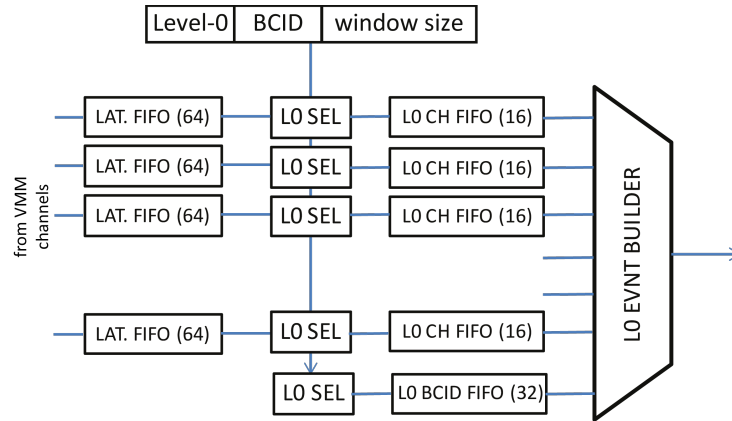 Level-0 BCID window size
LAT. FIFO (64) L0 SEL L0 CH FIFO (16)
LAT. FIFO (64) L0 SEL L0 CH FIFO (16)
LAT. FIFO (64) L0 SEL L0 CH FIFO (16)
from VMM
channels
LAT. FIFO (64) L0 SEL L0 CH FIFO (16)
L0 SEL L0 BCID FIFO (32)
L0 EVNT BUILDER